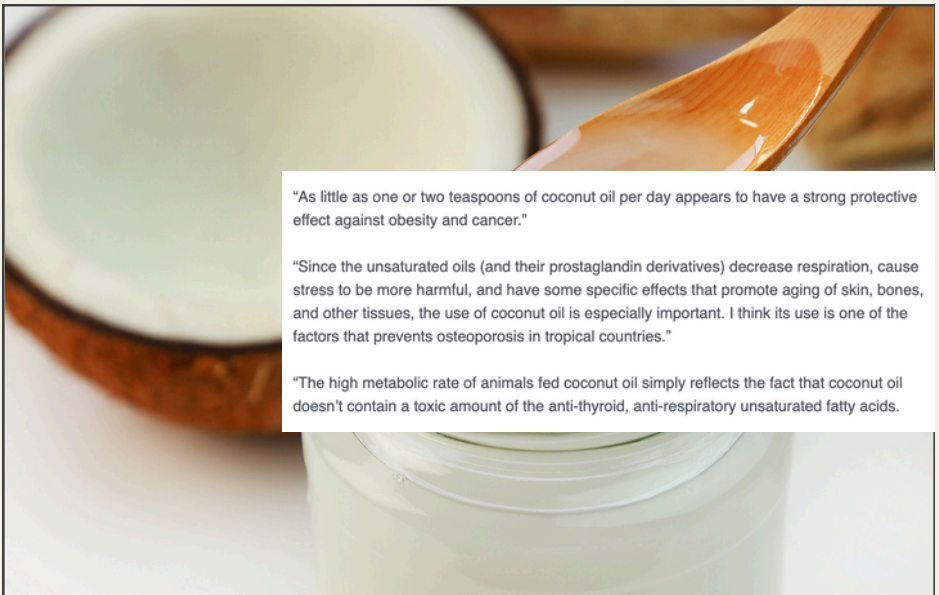 “As little as one or two teaspoons of coconut oil per day appears to have a strong protective
effect against obesity and cancer.”
“Since the unsaturated oils (and their prostaglandin derivatives) decrease respiration, cause
stress to be more harmful, and have some specific effects that promote aging of skin, bones,
and other tissues, the use of coconut oil is especially important. I think its use is one of the
factors that prevents osteoporosis in tropical countries.”
“The high metabolic rate of animals fed coconut oil simply reflects the fact that coconut oil
doesn’t contain a toxic amount of the anti-thyroid, anti-respiratory unsaturated fatty acids.